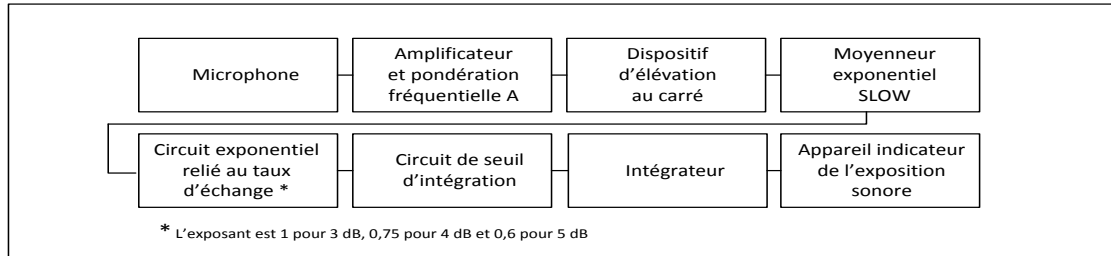 Microphone
Amplificateur
et pondération
fréquentielle A
Dispositif
d'élévation
au carré
Moyenneur
exponentiel
SLOW
Circuit exponentiel
relié au taux
d'échange *
Circuit de seuil
d'intégration
Intégrateur
Appareil indicateur
de l'exposition
sonore
* L'exposant est 1 pour 3 dB, 0,75 pour 4 dB et 0,6 pour 5 dB